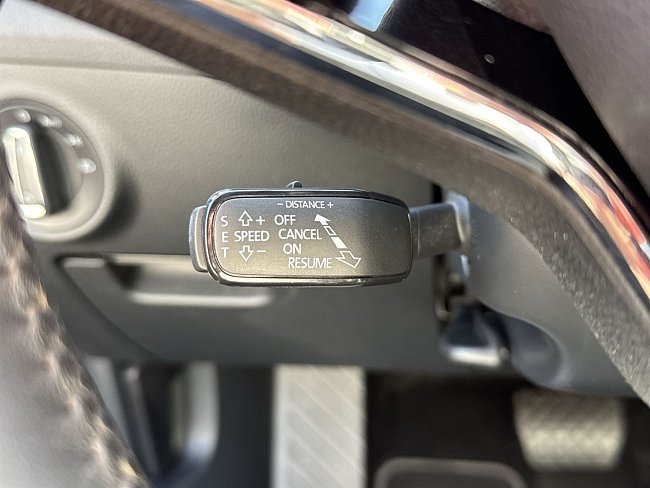 - DISTANCE +
S + OFF
E SPEED CANCEL
T - ON
RESUME